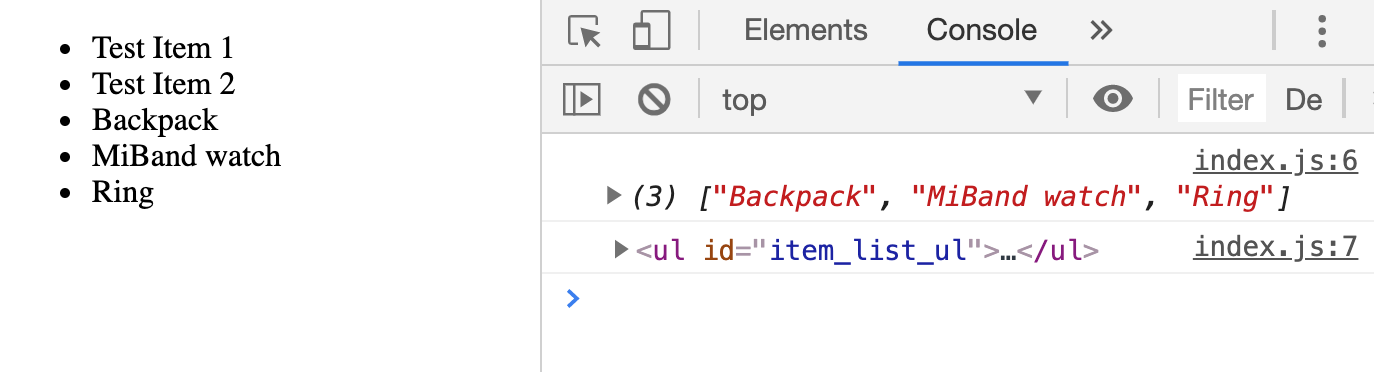 Test Item 1
Test Item 2
Backpack
MiBand watch
Ring
Elements Console
top Filter De
index.js:6
(3) ["Backpack", "MiBand watch", "Ring"]
<ul id="item_list_ul">…</ul> index.js:7